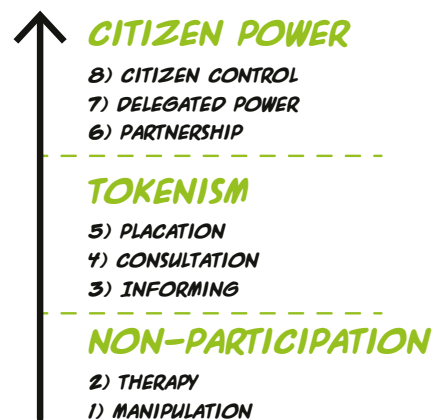 CITIZEN POWER
8) CITIZEN CONTROL
7) DELEGATED POWER
6) PARTNERSHIP
TOKENISM
5) PLACATION
4) CONSULTATION
3) INFORMING
NON-PARTICIPATION
2) THERAPY
1) MANIPULATION